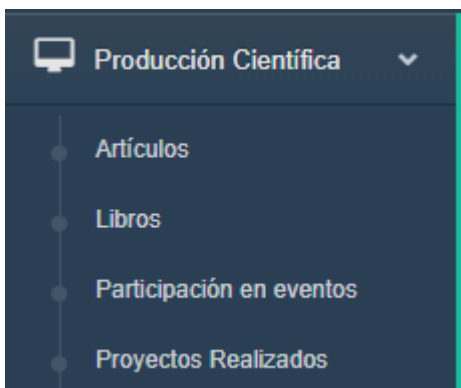 Producción Científica
Artículos
Libros
Participación en eventos
Proyectos Realizados